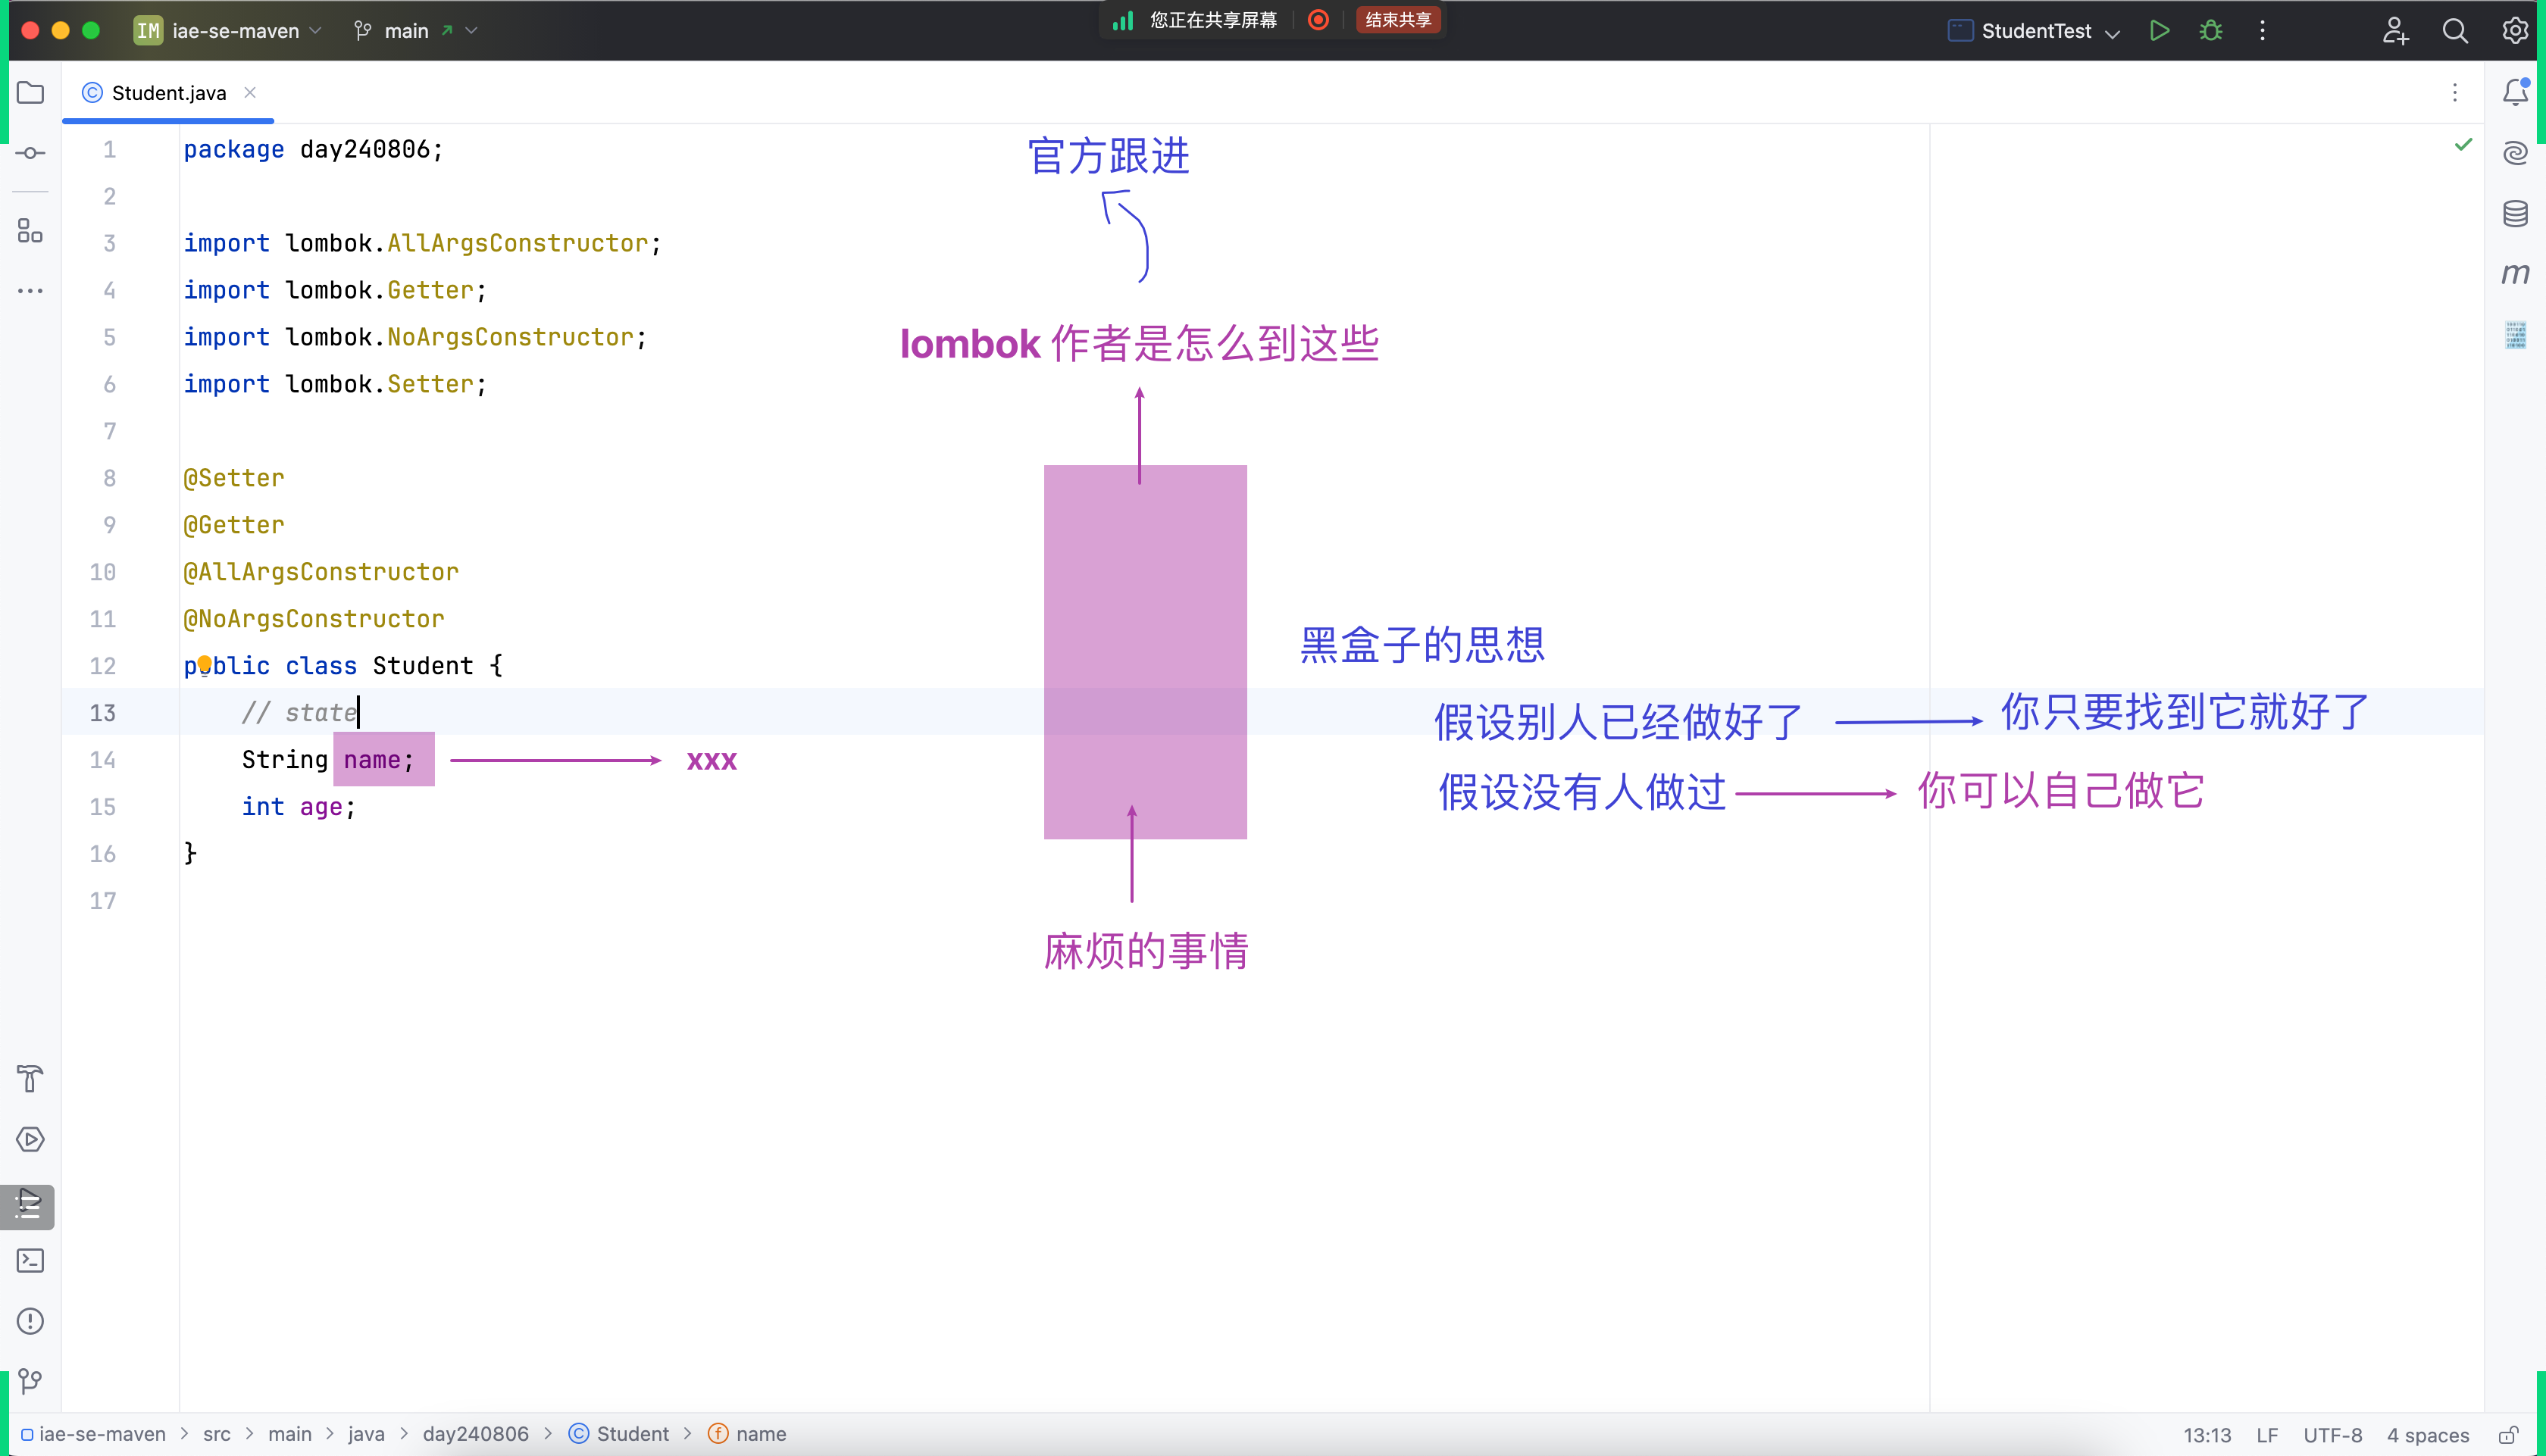 IM iae-se-maven main 您正在共享屏幕 结束共享 StudentTest
Student.java
1 package day240806;
2
3 import lombok.AllArgsConstructor;
4 import lombok.Getter;
5 import lombok.NoArgsConstructor;
6 import lombok.Setter;
7
8 @Setter
9 @Getter
10 @AllArgsConstructor
11 @NoArgsConstructor
12 public class Student {
13 // state
14 String name;
15 int age;
16 }
17
官方跟进
lombok 作者是怎么到这些
黑盒子的思想
假设别人已经做好了 你只要找到它就好了
xxx
假设没有人做过 你可以自己做它
麻烦的事情
m
iae-se-maven > src > main > java > day240806 > Student > name
13:13 LF UTF-8 4 spaces